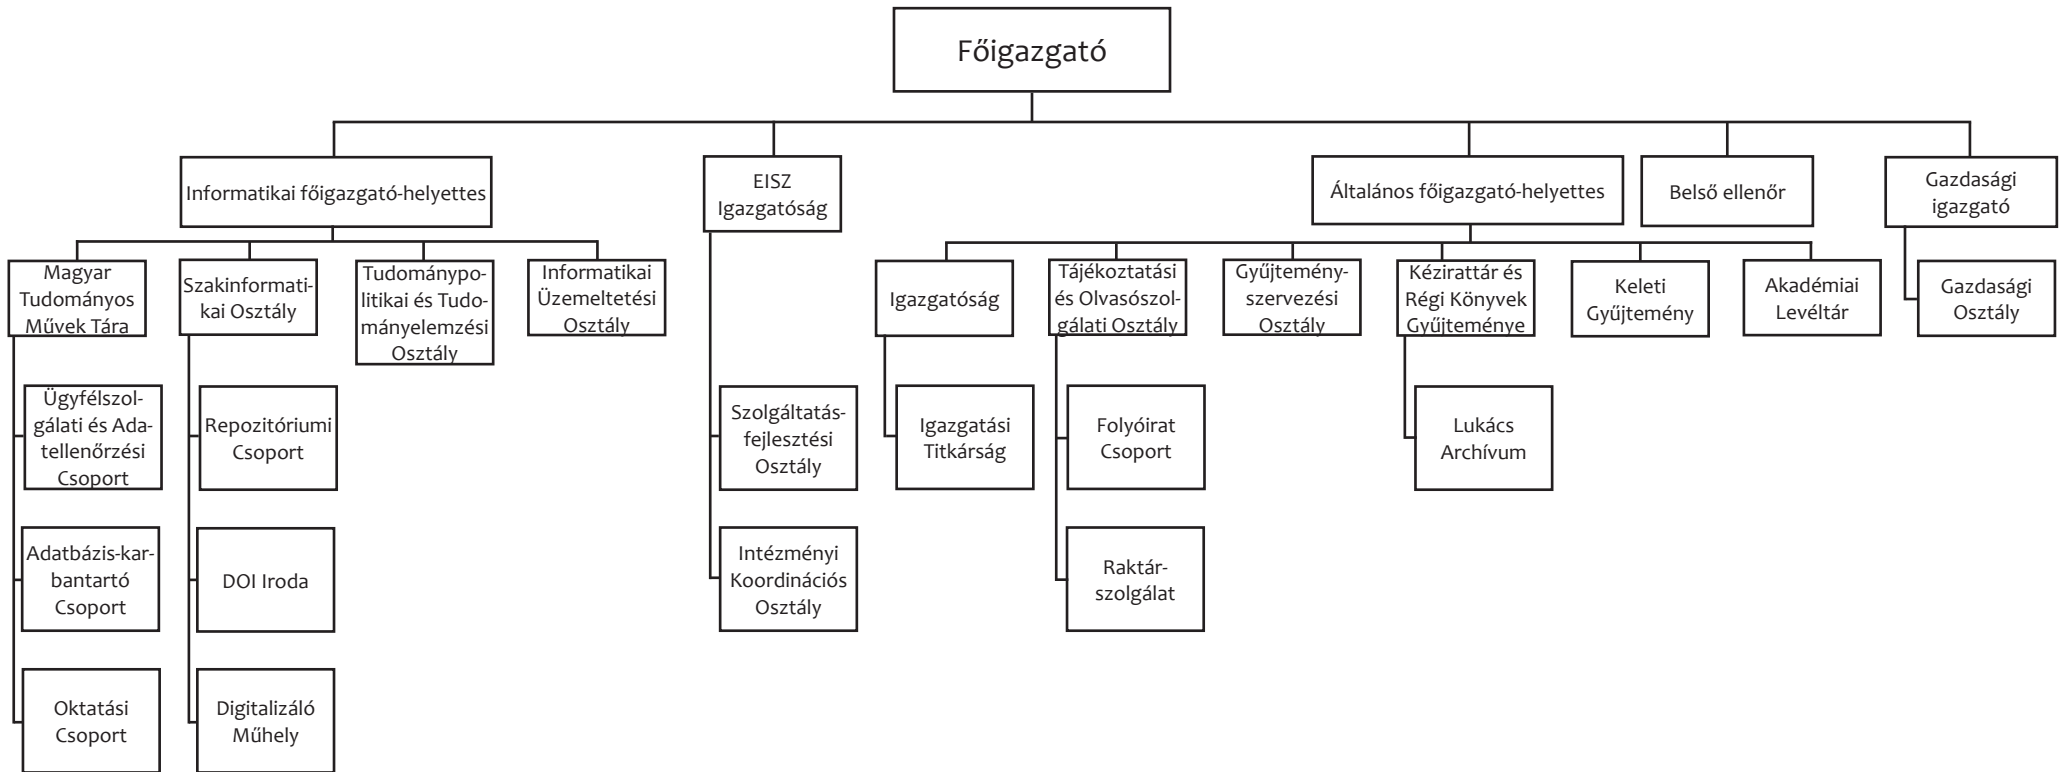 Főigazgató
Informatikai főigazgató-helyettes
EISZ
Igazgatóság
Általános főigazgató-helyettes
Belső ellenőr
Gazdasági
igazgató
Magyar
Tudományos
Művek Tára
Szakinformati-
kai Osztály
Tudománypo-
litikai és Tudo-
mányelemzési
Osztály
Informatikai
Üzemeltetési
Osztály
Igazgatóság
Tájékoztatási
és Olvasószol-
gálati Osztály
Gyűjtemény-
szervezési
Osztály
Kézirattár és
Régi Könyvek
Gyűjteménye
Keleti
Gyűjtemény
Akadémiai
Levéltár
Gazdasági
Osztály
Ügyfélszol-
gálati és Ada-
tellenőrzési
Csoport
Repozitóriumi
Csoport
Szolgáltatás-
fejlesztési
Osztály
Igazgatási
Titkárság
Folyóirat
Csoport
Lukács
Archívum
Adatbázis-kar-
bantartó
Csoport
DOI Iroda
Intézményi
Koordinációs
Osztály
Raktár-
szolgálat
Oktatási
Csoport
Digitalizáló
Műhely